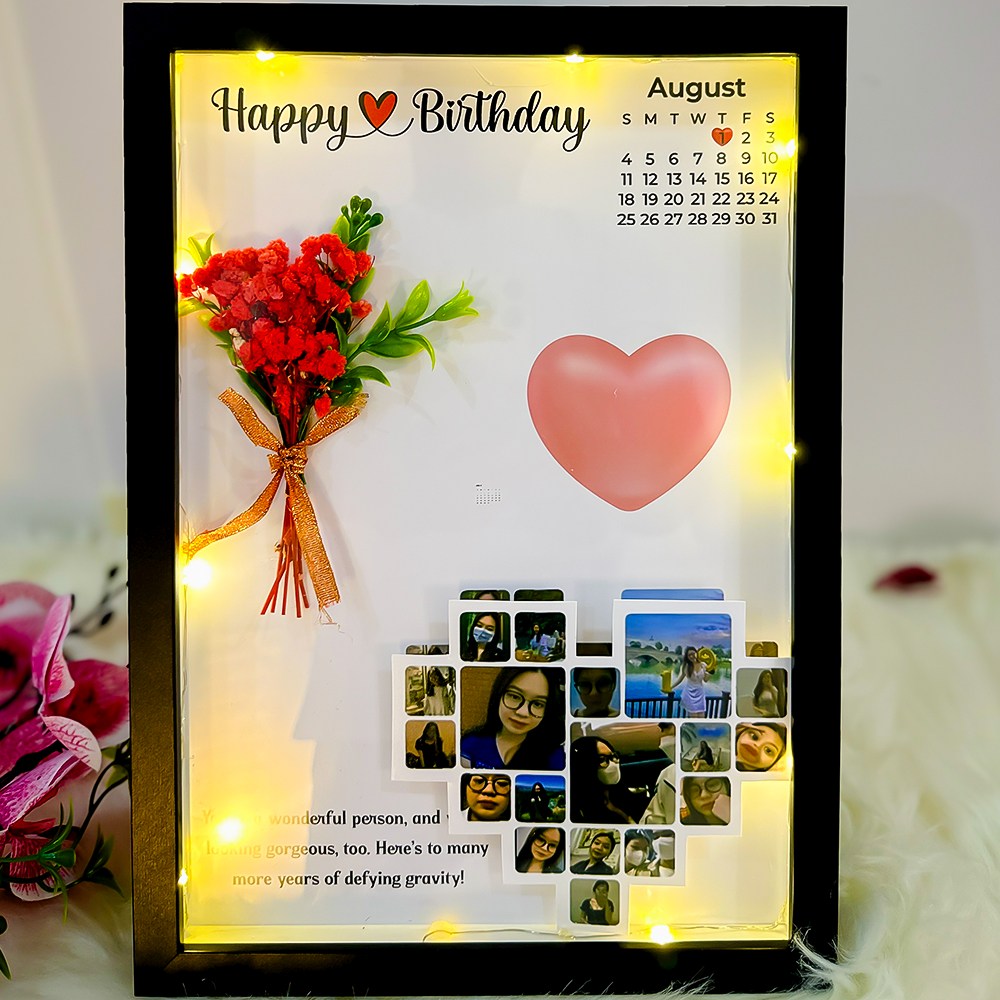 Happy Birthday
August
S M T W T F S
1 2 3
4 5 6 7 8 9 10
11 12 13 14 15 16 17
18 19 20 21 22 23 24
25 26 27 28 29 30 31
wonderful person, and
gorgeous, too. Here's to many
more years of defying gravity!